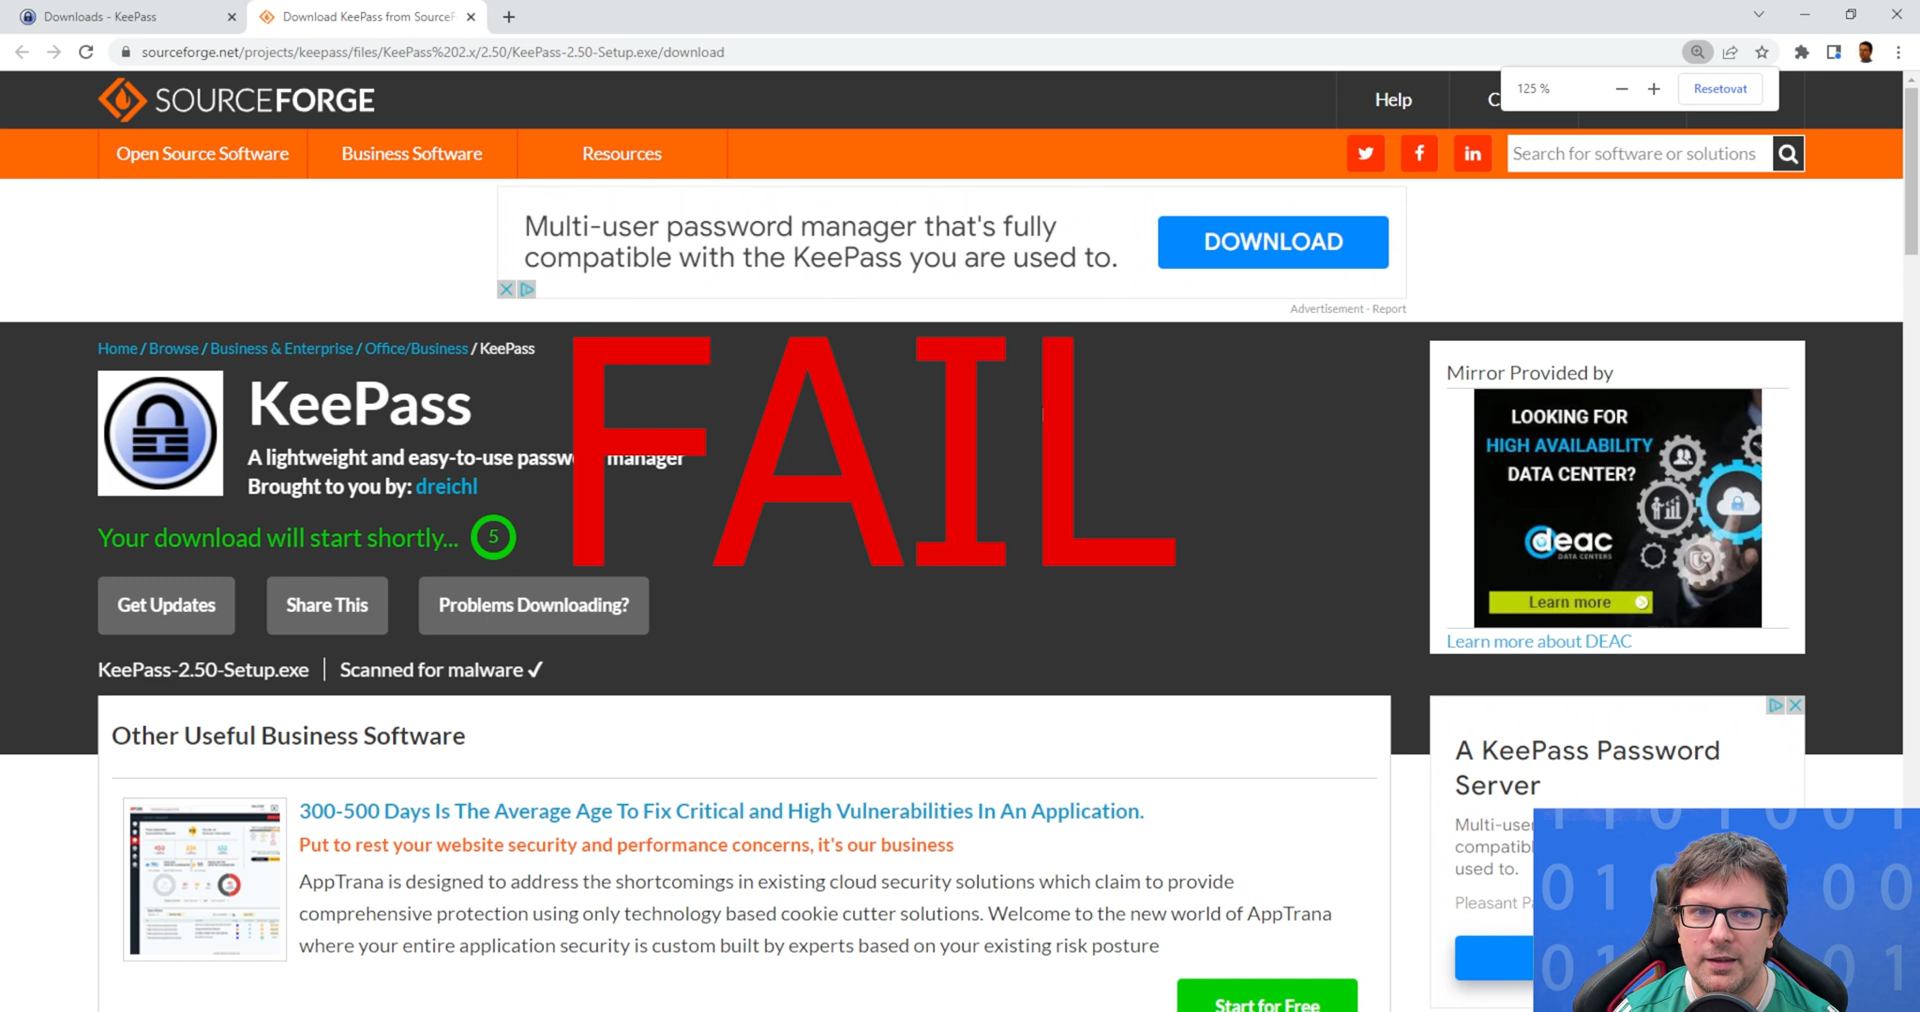 Downloads - KeePass
Download KeePass from SourceF
sourceforge.net/projects/keepass/files/KeePass%202.x/2.50/KeePass-2.50-Setup.exe/download
125 %
Resetovat
SOURCEFORGE
Help
C
Open Source Software
Business Software
Resources
in
Search for software or solutions
Multi-user password manager that's fully
compatible with the KeePass you are used to.
DOWNLOAD
Advertisement - Report
Home / Browse / Business & Enterprise / Office/Business / KeePass
FAIL
KeePass
A lightweight and easy-to-use passw manager
Brought to you by: dreichl
Your download will start shortly... 5
Get Updates
Share This
Problems Downloading?
KeePass-2.50-Setup.exe
Scanned for malware ✓
Mirror Provided by
LOOKING FOR
HIGH AVAILABILITY
DATA CENTER?
deac
DATA CENTERS
Learn more
Learn more about DEAC
Other Useful Business Software
300-500 Days Is The Average Age To Fix Critical and High Vulnerabilities In An Application.
Put to rest your website security and performance concerns, it's our business
AppTrana is designed to address the shortcomings in existing cloud security solutions which claim to provide
comprehensive protection using only technology based cookie cutter solutions. Welcome to the new world of AppTrana
where your entire application security is custom built by experts based on your existing risk posture
Start for Free
A KeePass Password
Server
Multi-user
compatib
used to.
Pleasant Pa